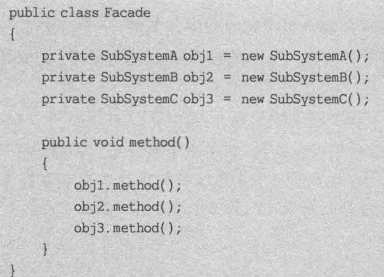 public class Facade
{
    private SubSystemA obj1 = new SubSystemA();
    private SubSystemB obj2 = new SubSystemB();
    private SubSystemC obj3 = new SubSystemC();

    public void method()
    {
        obj1.method();
        obj2.method();
        obj3.method();
    }
}